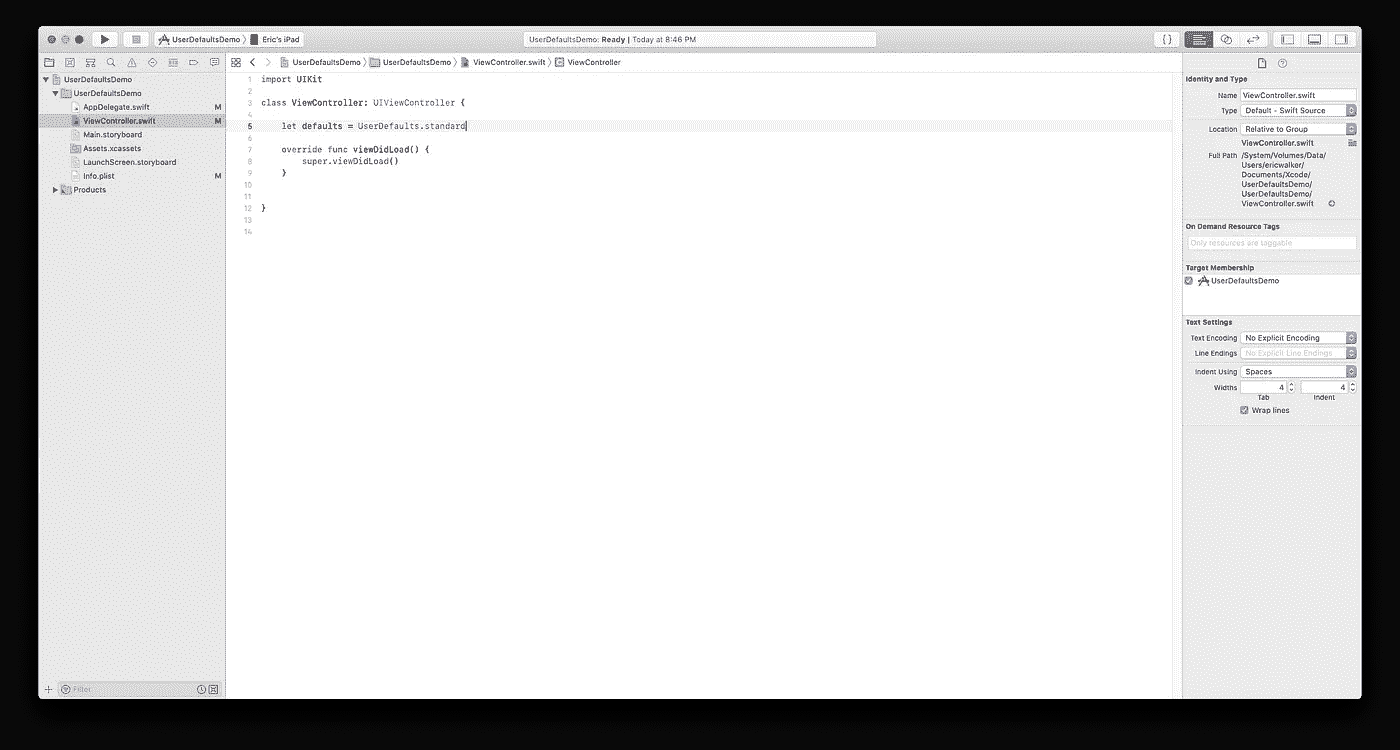 UserDefaultsDemo Eric's iPad
UserDefaultsDemo: Ready | Today at 8:46 PM
{ }
UserDefaultsDemo
UserDefaultsDemo
AppDelegate.swift M
ViewController.swift M
Main.storyboard
Assets.xcassets
LaunchScreen.storyboard
Info.plist M
Products
Filter
UserDefaultsDemo UserDefaultsDemo ViewController.swift ViewController
1 import UIKit
2
3 class ViewController: UIViewController {
4
5 let defaults = UserDefaults.standard
6
7 override func viewDidLoad() {
8 super.viewDidLoad()
9 }
10
11
12 }
13
14
Identity and Type
Name ViewController.swift
Type Default - Swift Source
Location Relative to Group
ViewController.swift
Full Path /System/Volumes/Data/
Users/ericwalker/
Documents/Xcode/
UserDefaultsDemo/
UserDefaultsDemo/
ViewController.swift
On Demand Resource Tags
Only resources are taggable
Target Membership
UserDefaultsDemo
Text Settings
Text Encoding No Explicit Encoding
Line Endings No Explicit Line Endings
Indent Using Spaces
Widths 4 4
Tab Indent
Wrap lines